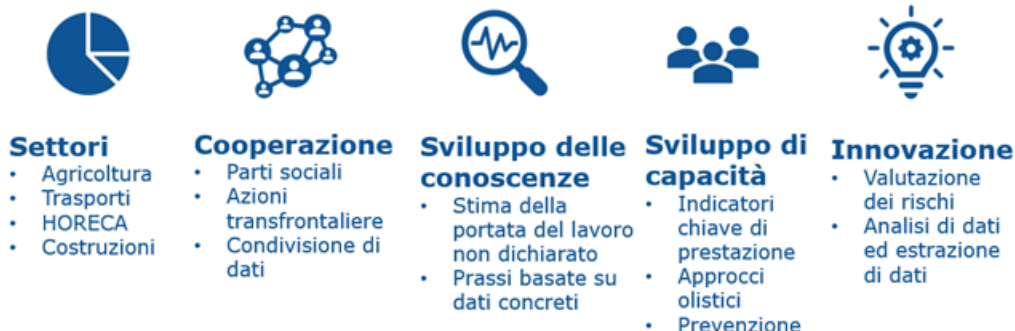 Settori
• Agricoltura
• Trasporti
• HORECA
• Costruzioni
Cooperazione
• Parti sociali
• Azioni
transfrontaliere
• Condivisione di
dati
Sviluppo delle
conoscenze
• Stima della
portata del lavoro
non dichiarato
• Prassi basate su
dati concreti
Sviluppo di
capacità
• Indicatori
chiave di
prestazione
• Approcci
olistici
• Prevenzione
Innovazione
• Valutazione
dei rischi
• Analisi di dati
ed estrazione
di dati